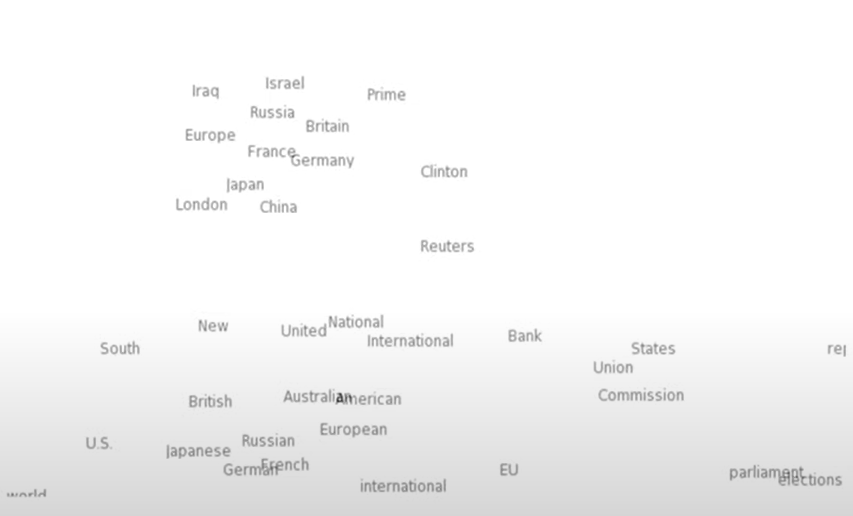 Israel
Iraq
Prime
Russia
Britain
Europe
France
Germany
Clinton
Japan
London
China
Reuters
National
New
United
Bank
International
South
States
Union
Commission
Australian
American
British
European
Russian
U.S.
Japanese
French
German
EU
parliament
elections
international
world